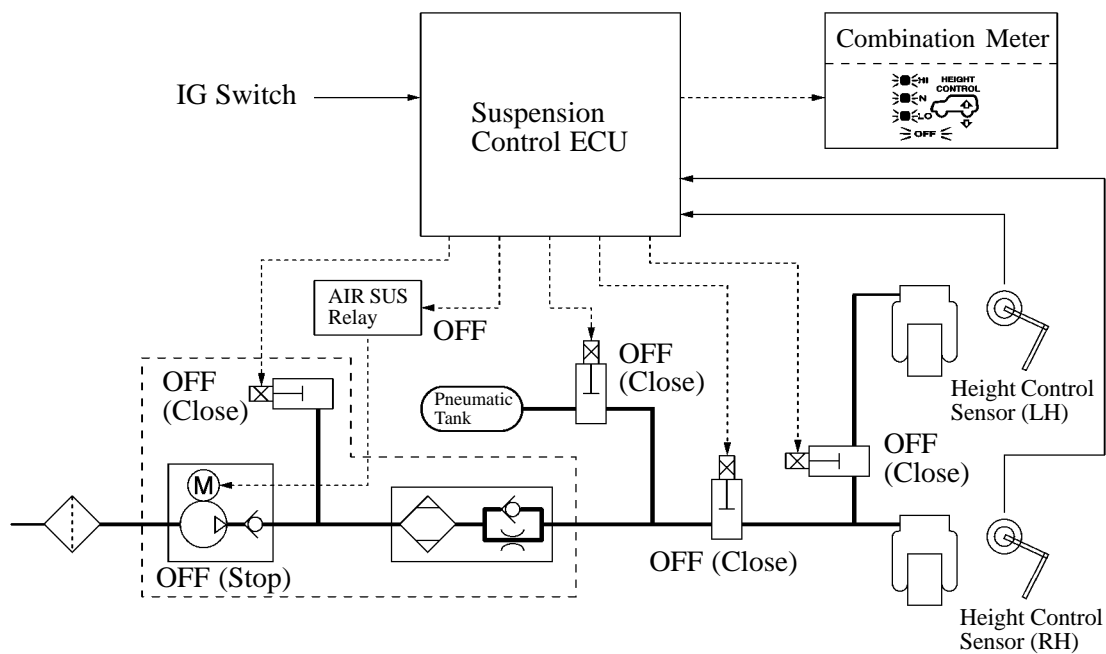 Combination Meter
HI
HEIGHT
CONTROL
N
LO
OFF
IG Switch
Suspension
Control ECU
AIR SUS
Relay
OFF
OFF
(Close)
OFF
(Close)
Pneumatic
Tank
Height Control
Sensor (LH)
OFF
(Close)
M
OFF (Stop)
OFF (Close)
Height Control
Sensor (RH)